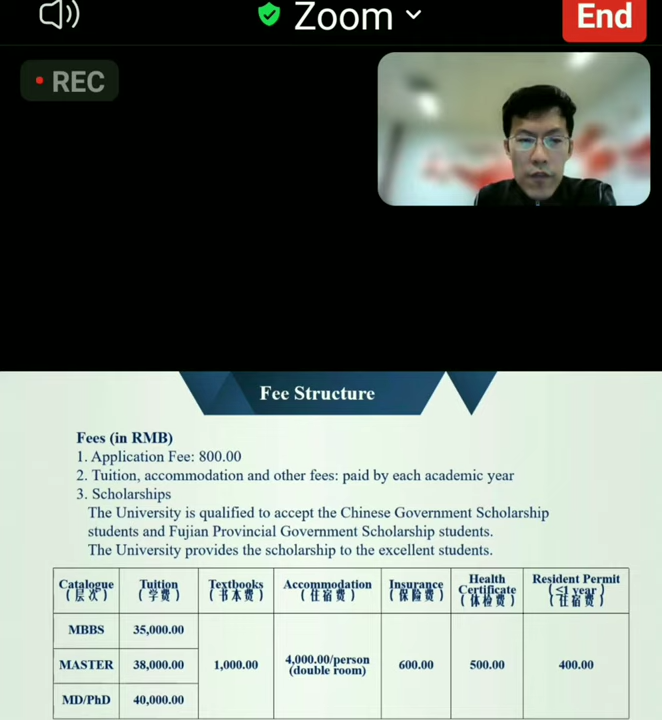 Zoom
End
REC
Fee Structure
Fees (in RMB)
1. Application Fee: 800.00
2. Tuition, accommodation and other fees: paid by each academic year
3. Scholarships
The University is qualified to accept the Chinese Government Scholarship
students and Fujian Provincial Government Scholarship students.
The University provides the scholarship to the excellent students.
Catalogue (层次) Tuition (学费) Textbooks (书本费) Accommodation (住宿费) Insurance (保险费) Health Certificate (体检费) Resident Permit (≤1 year) (住宿费)
MBBS 35,000.00
MASTER 38,000.00 1,000.00 4,000.00/person (double room) 600.00 500.00 400.00
MD/PhD 40,000.00